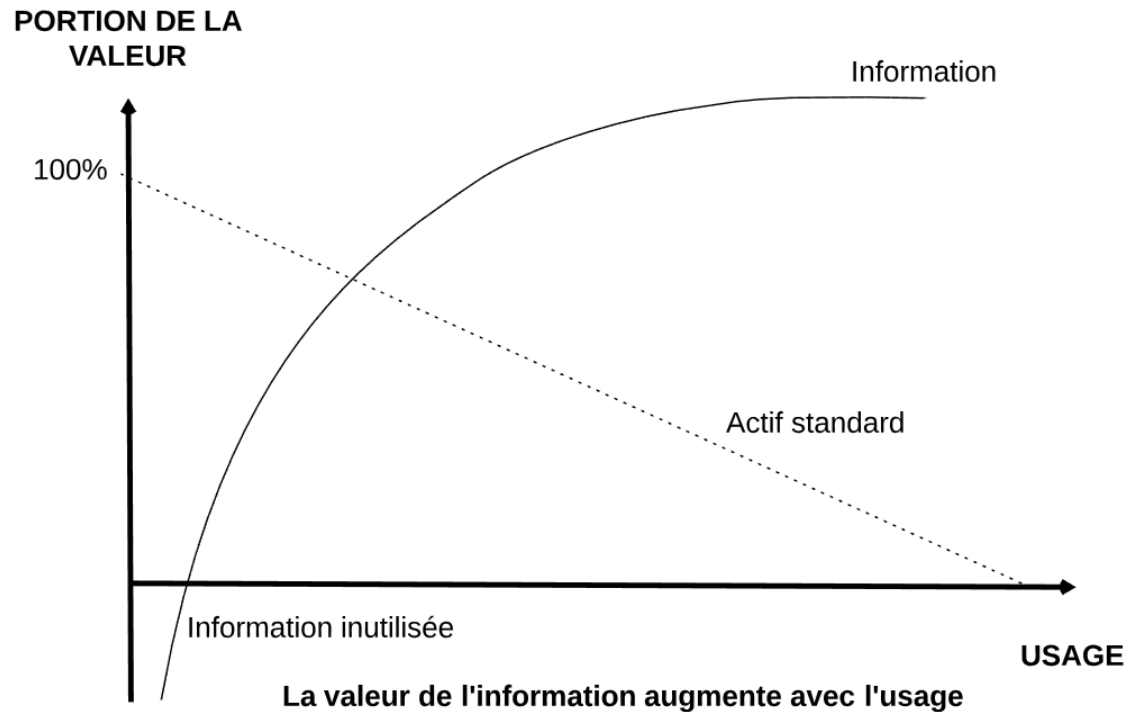 PORTION DE LA
VALEUR
Information
100%
Actif standard
Information inutilisée
USAGE
La valeur de l'information augmente avec l'usage